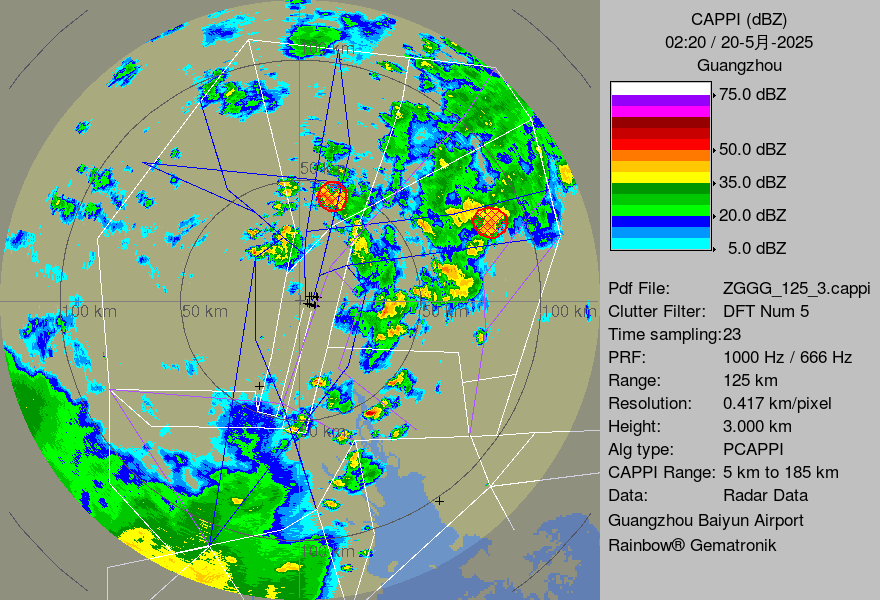 CAPPI (dBZ)
02:20 / 20-5月-2025
Guangzhou
75.0 dBZ
50.0 dBZ
35.0 dBZ
20.0 dBZ
5.0 dBZ
Pdf File: ZGGG_125_3.cappi
Clutter Filter: DFT Num 5
Time sampling:23
PRF: 1000 Hz / 666 Hz
Range: 125 km
Resolution: 0.417 km/pixel
Height: 3.000 km
Alg type: PCAPPI
CAPPI Range: 5 km to 185 km
Data: Radar Data
Guangzhou Baiyun Airport
Rainbow® Gematronik
100 km
50 km
100 km
50 km
50 km
100 km
50 km
100 km